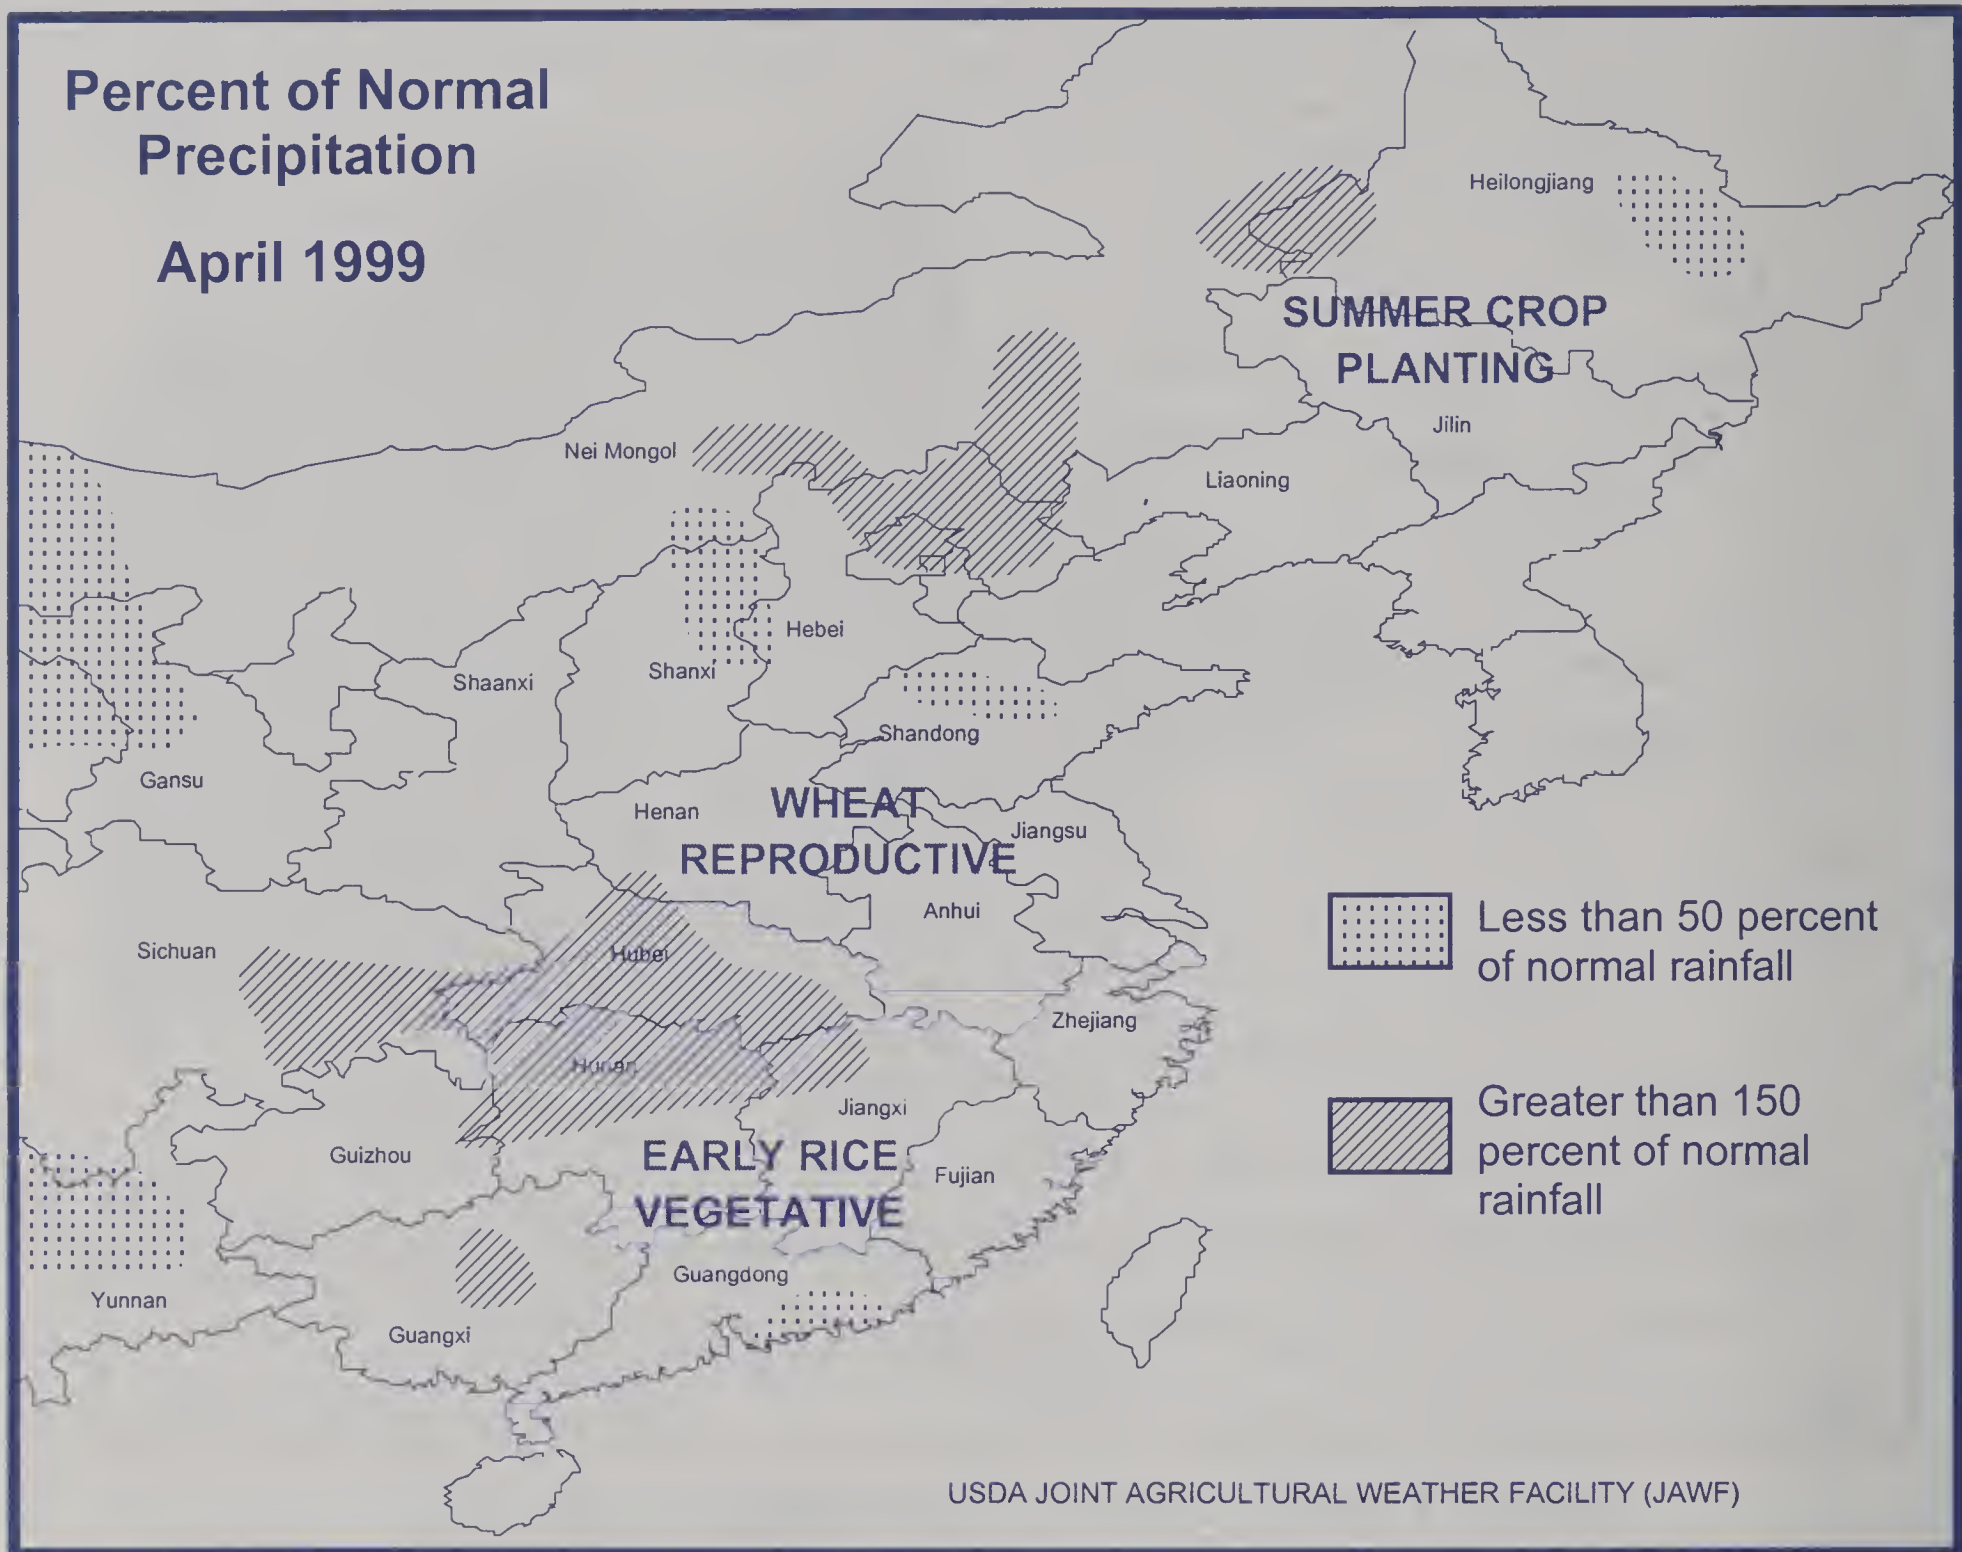 Percent of Normal
Precipitation
April 1999
Heilongjiang
SUMMER CROP
PLANTING
Jilin
Nei Mongol
Liaoning
Hebei
Shanxi
Shaanxi
Shandong
Gansu
WHEAT
REPRODUCTIVE
Henan
Jiangsu
Anhui
Sichuan
Hubei
Zhejiang
Hunan
Jiangxi
Guizhou
EARLY RICE
VEGETATIVE
Fujian
Guangdong
Yunnan
Guangxi
Less than 50 percent
of normal rainfall
Greater than 150
percent of normal
rainfall
USDA JOINT AGRICULTURAL WEATHER FACILITY (JAWF)